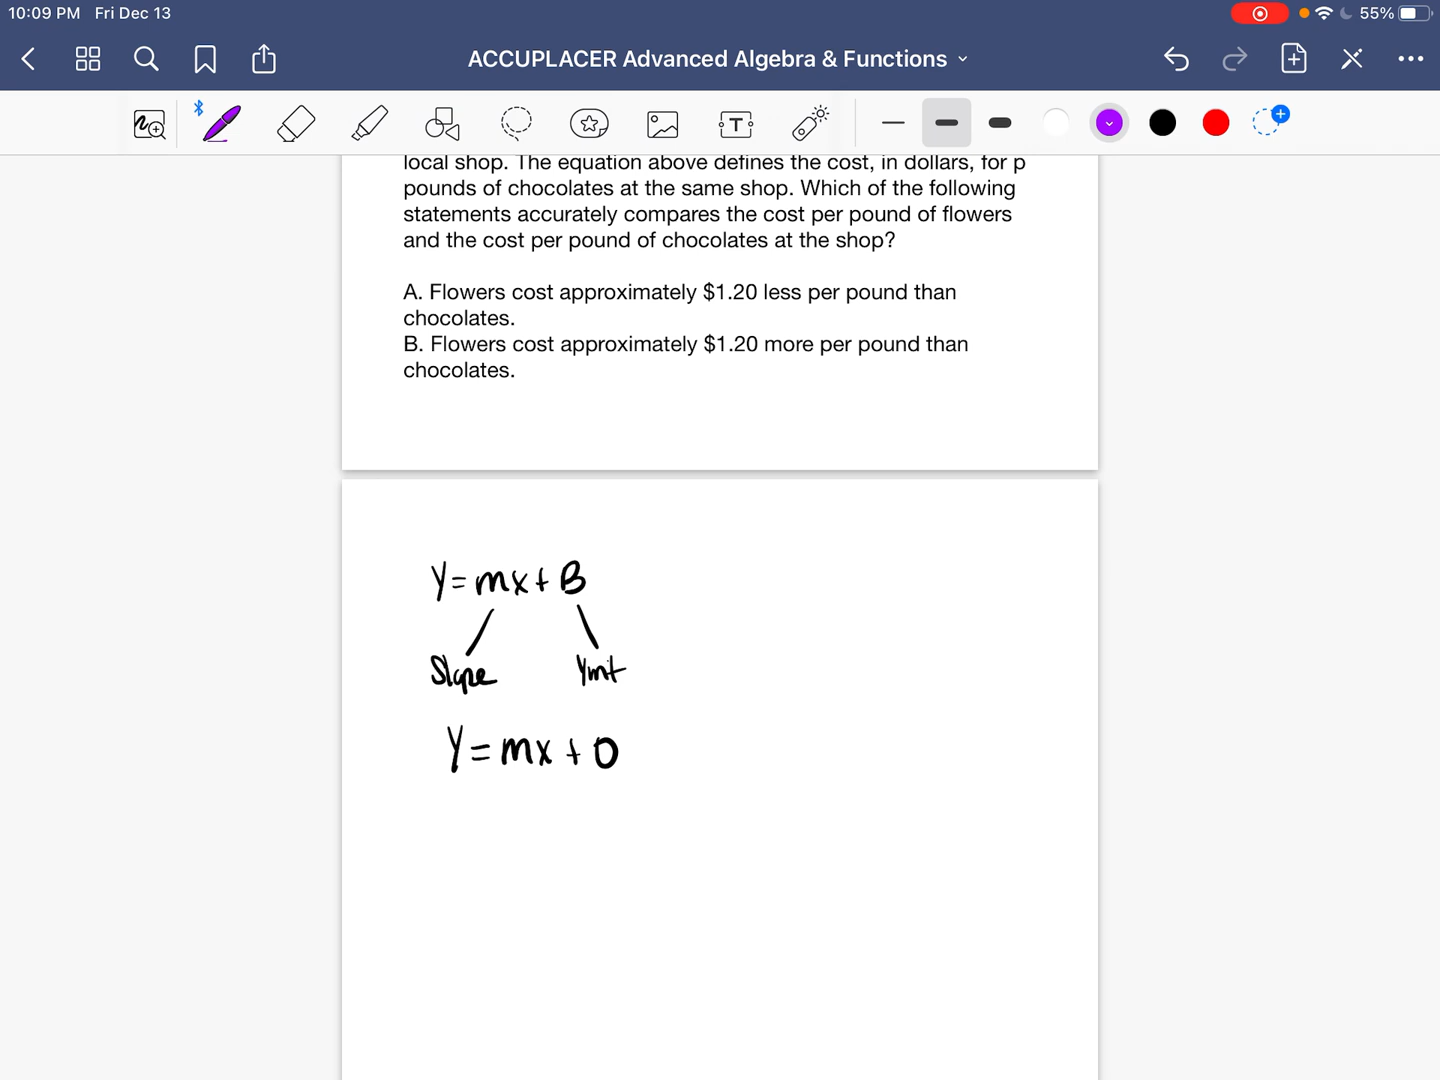 10:09 PM Fri Dec 13
55%
ACCUPLACER Advanced Algebra & Functions
local shop. The equation above defines the cost, in dollars, for p
pounds of chocolates at the same shop. Which of the following
statements accurately compares the cost per pound of flowers
and the cost per pound of chocolates at the shop?
A. Flowers cost approximately $1.20 less per pound than
chocolates.
B. Flowers cost approximately $1.20 more per pound than
chocolates.
Y = mx + B
Slope Yint
Y = mx + 0